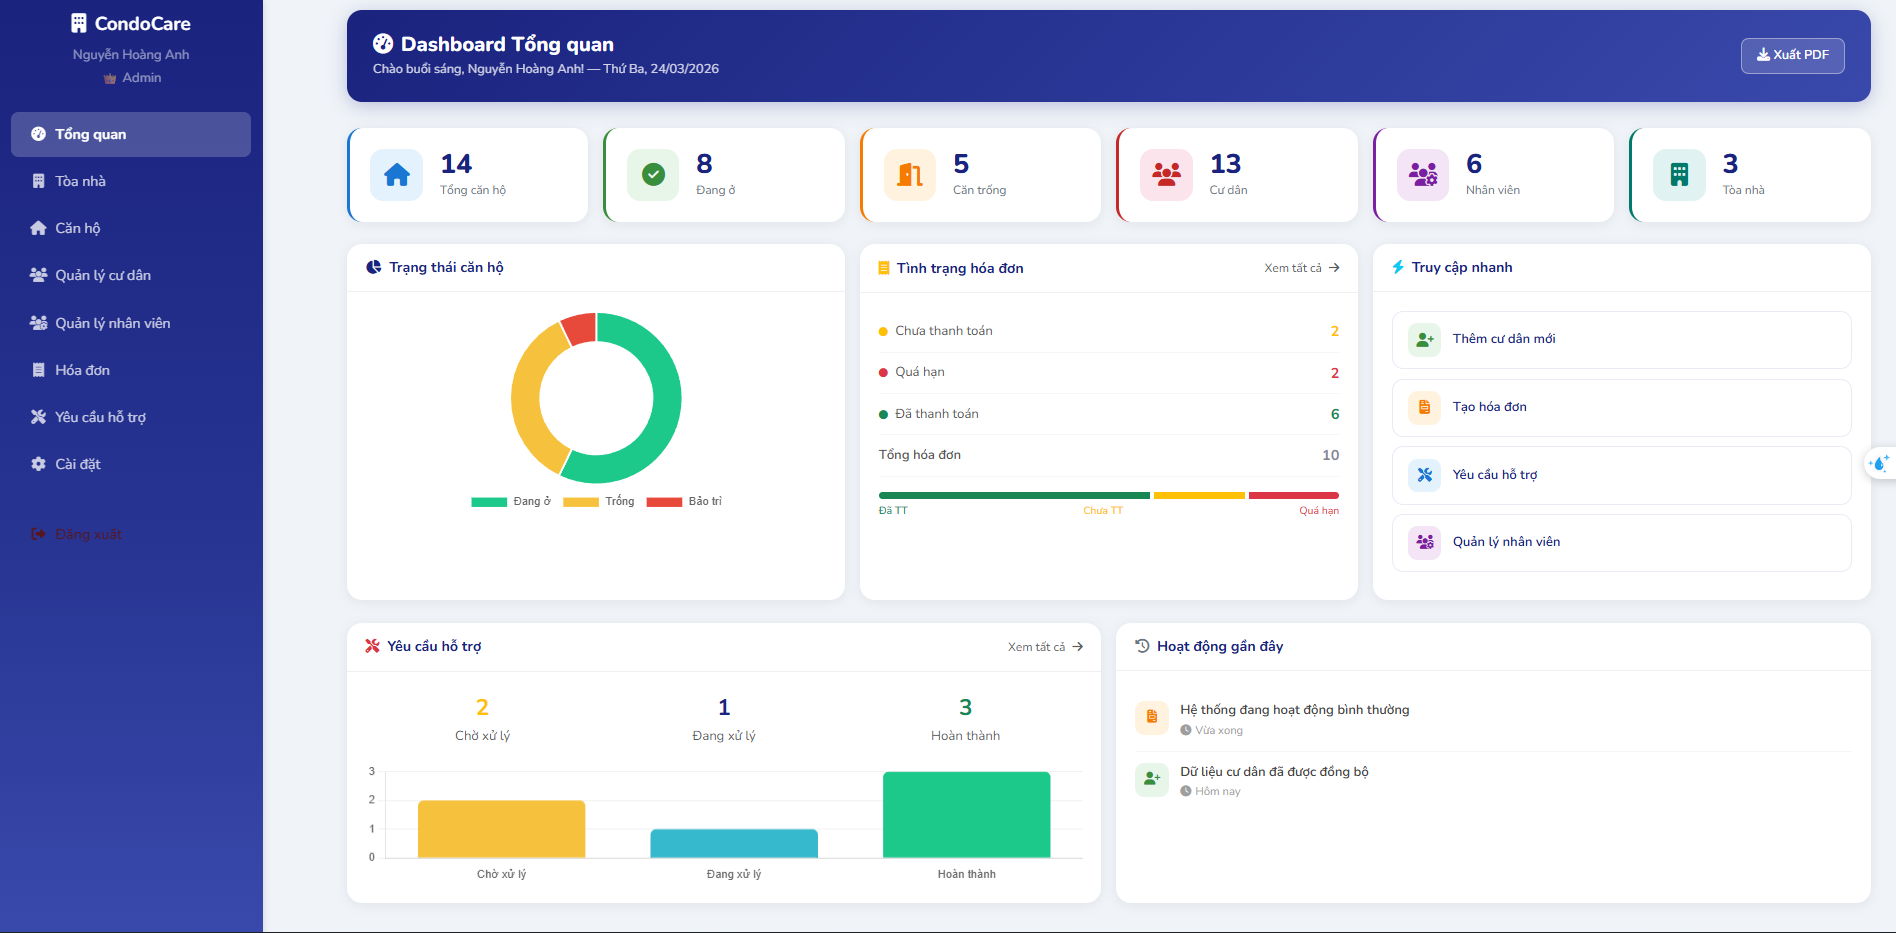 CondoCare
Nguyễn Hoàng Anh
Admin
Tổng quan
Tòa nhà
Căn hộ
Quản lý cư dân
Quản lý nhân viên
Hóa đơn
Yêu cầu hỗ trợ
Cài đặt
Đăng xuất
Dashboard Tổng quan
Chào buổi sáng, Nguyễn Hoàng Anh! — Thứ Ba, 24/03/2026
Xuất PDF
14
Tổng căn hộ
8
Đang ở
5
Căn trống
13
Cư dân
6
Nhân viên
3
Tòa nhà
Trạng thái căn hộ
Đang ở Trống Bảo trì
Tình trạng hóa đơn Xem tất cả →
Chưa thanh toán 2
Quá hạn 2
Đã thanh toán 6
Tổng hóa đơn 10
Đã TT Chưa TT Quá hạn
Truy cập nhanh
Thêm cư dân mới
Tạo hóa đơn
Yêu cầu hỗ trợ
Quản lý nhân viên
Yêu cầu hỗ trợ Xem tất cả →
2 1 3
Chờ xử lý Đang xử lý Hoàn thành
3
2
1
0
Chờ xử lý Đang xử lý Hoàn thành
Hoạt động gần đây
Hệ thống đang hoạt động bình thường
Vừa xong
Dữ liệu cư dân đã được đồng bộ
Hôm nay